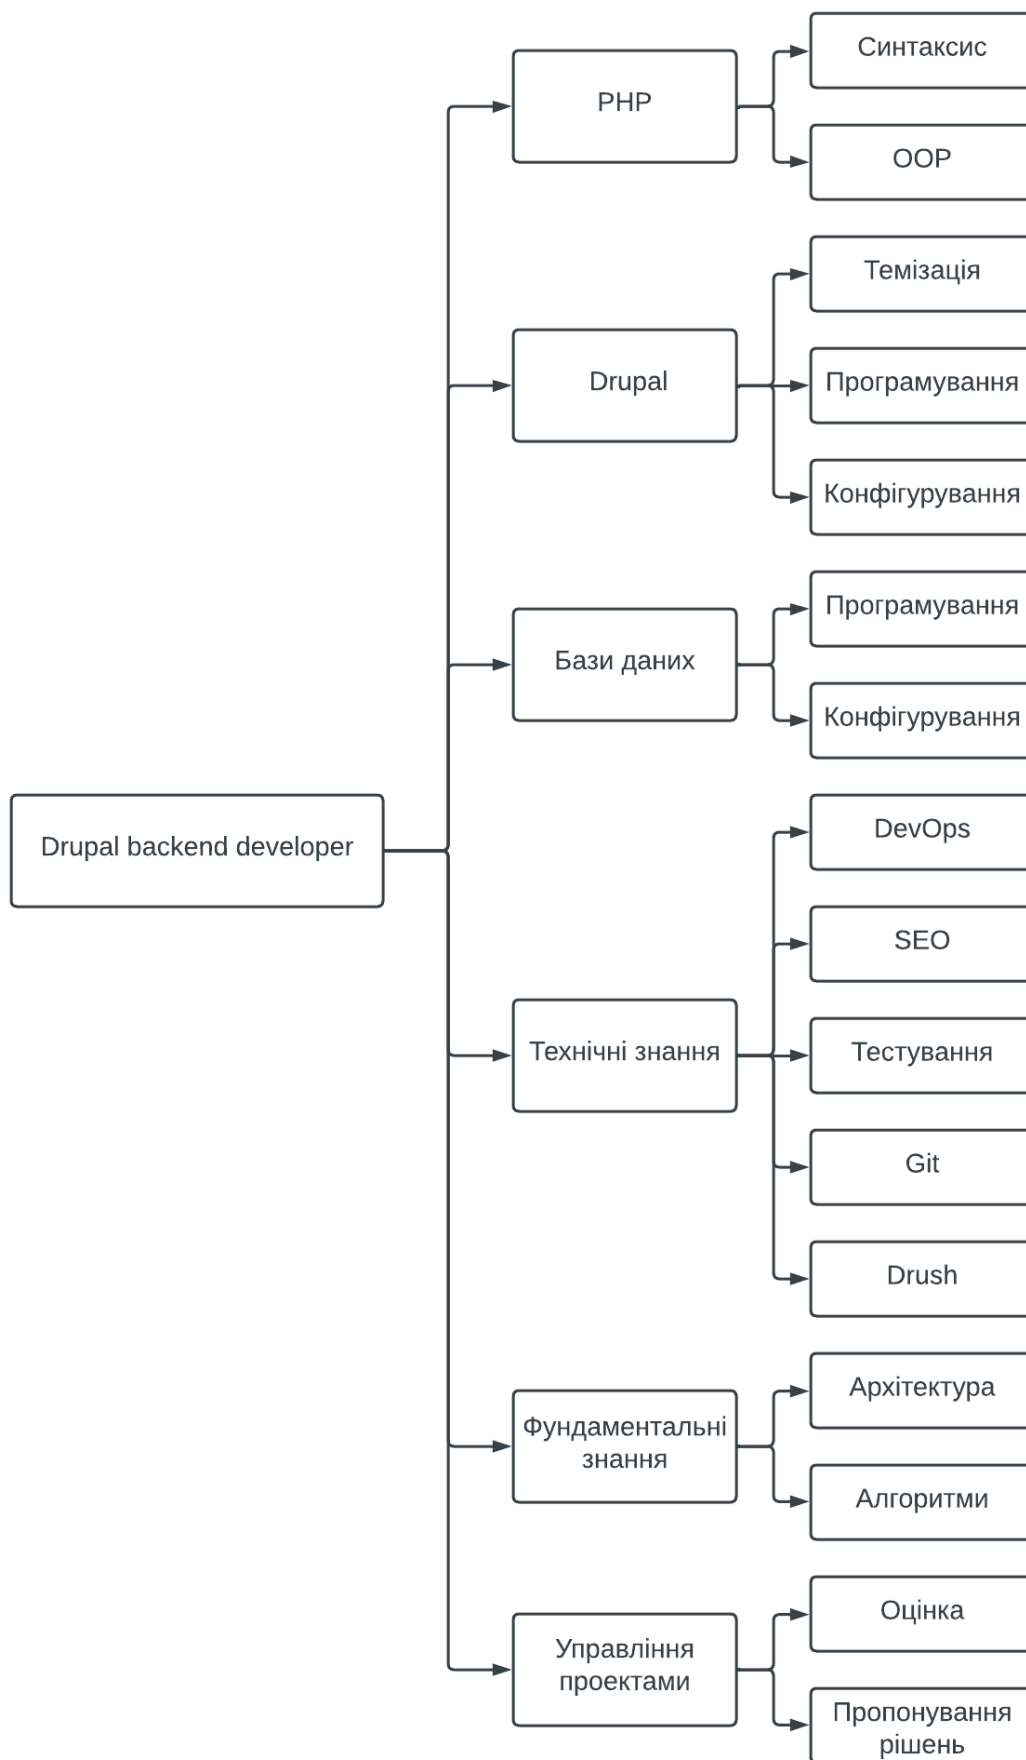 Синтаксис
PHP
OOP
Темізація
Drupal
Програмування
Конфігурування
Програмування
Бази даних
Конфігурування
DevOps
Drupal backend developer
SEO
Технічні знання
Тестування
Git
Drush
Архітектура
Фундаментальні
знання
Алгоритми
Оцінка
Управління
проектами
Пропонування
рішень